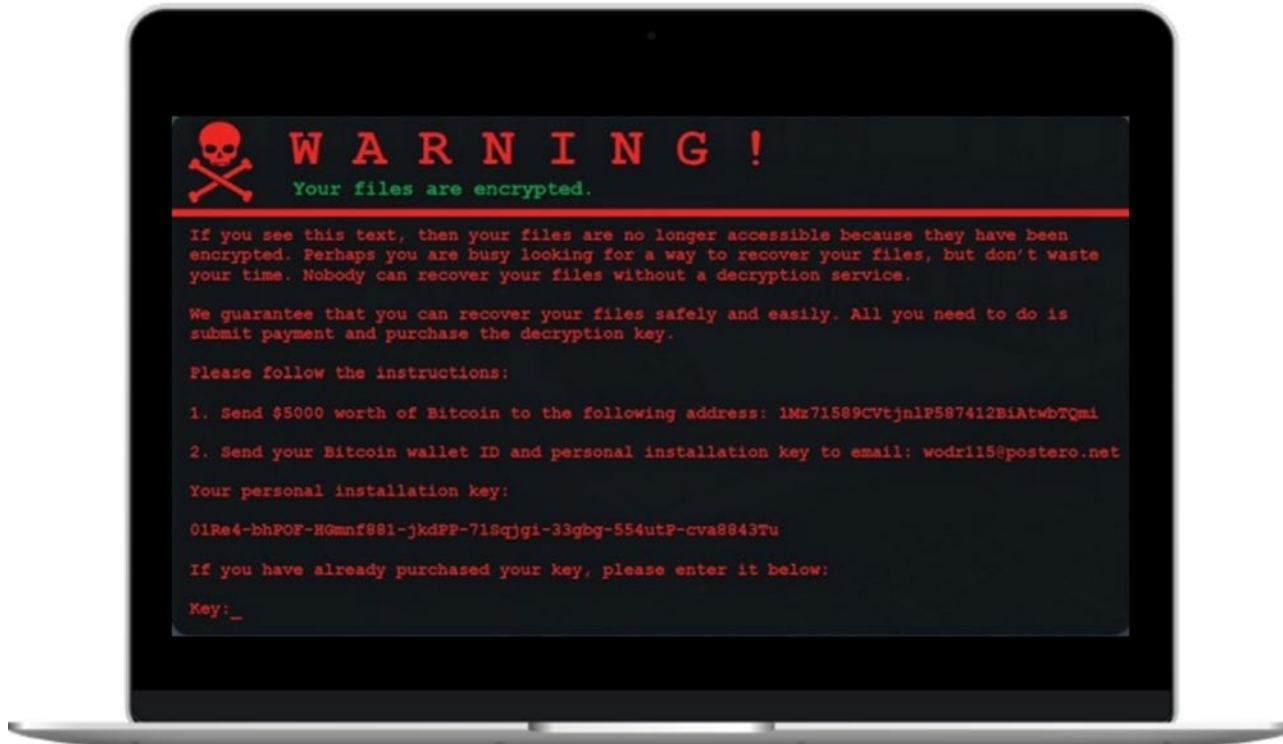 WARNING!
Your files are encrypted.
If you see this text, then your files are no longer accessible because they have been
encrypted. Perhaps you are busy looking for a way to recover your files, but don't waste
your time. Nobody can recover your files without a decryption service.
We guarantee that you can recover your files safely and easily. All you need to do is
submit payment and purchase the decryption key.
Please follow the instructions:
1. Send $5000 worth of Bitcoin to the following address: 1Mz71589CVtjnlP587412BiAtwbTQmi
2. Send your Bitcoin wallet ID and personal installation key to email: wodr115@postero.net
Your personal installation key:
01Re4-bhPOF-HGmnf881-jkdPP-71Sqjgi-33gbg-554utP-cva8843Tu
If you have already purchased your key, please enter it below:
Key:_